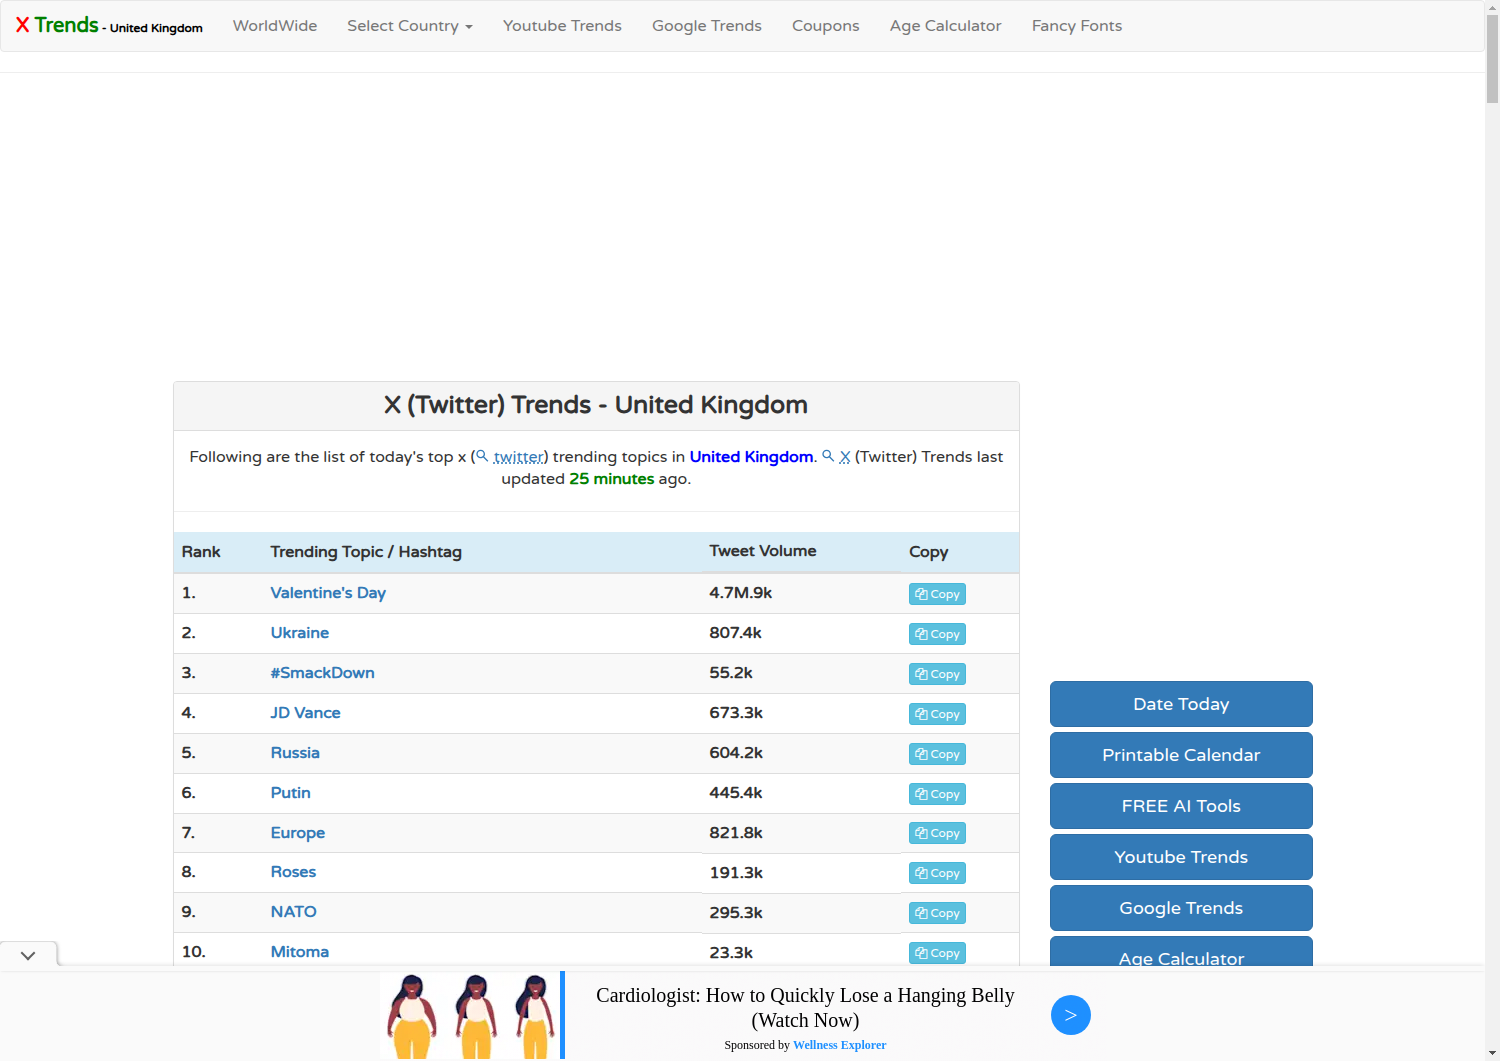 X Trends - United Kingdom WorldWide Select Country Youtube Trends Google Trends Coupons Age Calculator Fancy Fonts
X (Twitter) Trends - United Kingdom
Following are the list of today's top x ( twitter) trending topics in United Kingdom. X (Twitter) Trends last
updated 25 minutes ago.
Rank Trending Topic / Hashtag Tweet Volume Copy
1. Valentine's Day 4.7M.9k Copy
2. Ukraine 807.4k Copy
3. #SmackDown 55.2k Copy
4. JD Vance 673.3k Copy
5. Russia 604.2k Copy
6. Putin 445.4k Copy
7. Europe 821.8k Copy
8. Roses 191.3k Copy
9. NATO 295.3k Copy
10. Mitoma 23.3k Copy
Date Today
Printable Calendar
FREE AI Tools
Youtube Trends
Google Trends
Age Calculator
Cardiologist: How to Quickly Lose a Hanging Belly
(Watch Now)
Sponsored by Wellness Explorer